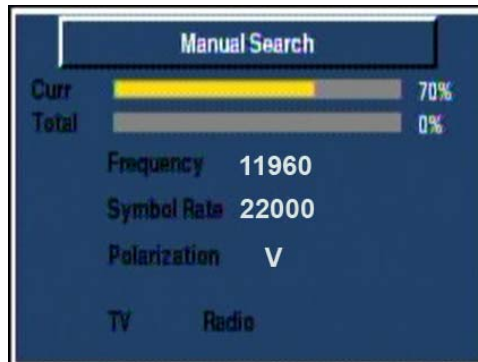 Manual Search
Curr 70%
Total 0%
Frequency 11960
Symbol Rate 22000
Polarization V
TV Radio